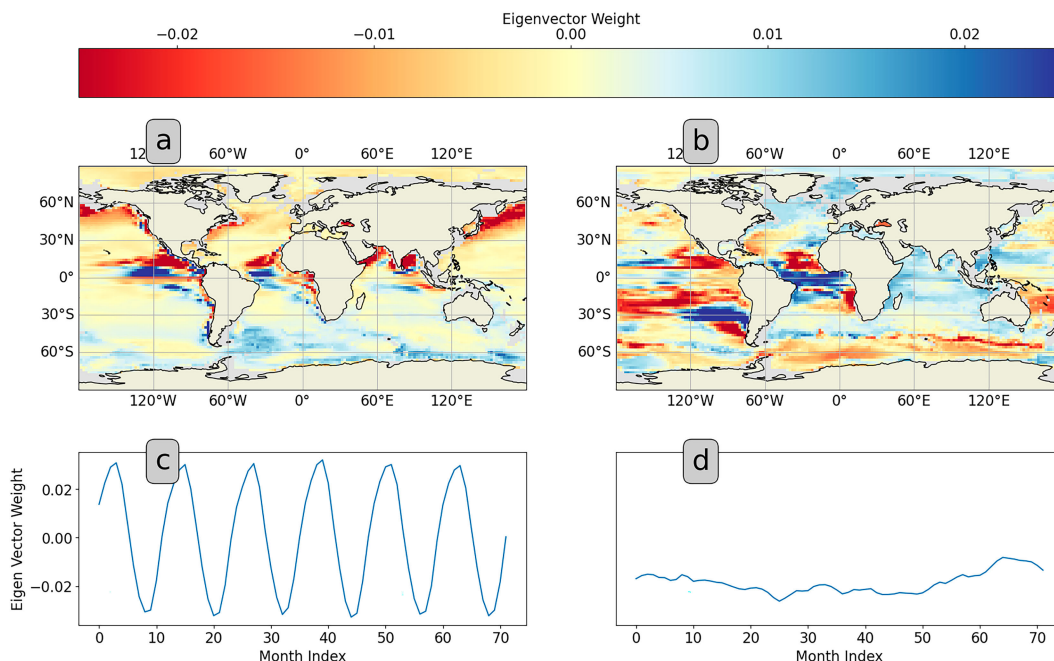 Eigenvector Weight
−0.02 −0.01 0.00 0.01 0.02
a b
60°W 0° 60°E 120°E 60°W 0° 60°E 120°E
60°N 60°N
30°N 30°N
0° 0°
30°S 30°S
60°S 60°S
120°W 60°W 0° 60°E 120°E 120°W 60°W 0° 60°E 120°E
c d
Eigen Vector Weight
0.02
0.00
−0.02
0 10 20 30 40 50 60 70 0 10 20 30 40 50 60 70
Month Index Month Index